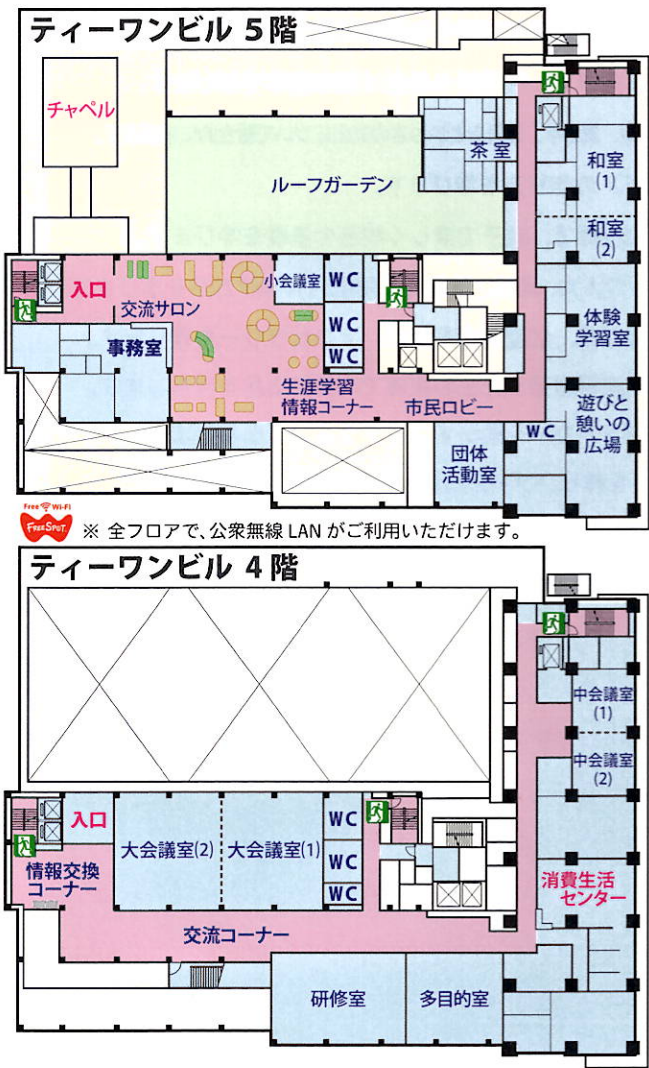 ティーワンビル 5階
チャペル
茶室
和室
(1)
ルーフガーデン
和室
(2)
入口
交流サロン
小会議室
WC
WC
WC
事務室
体験
学習室
生涯学習
情報コーナー
市民ロビー
遊びと
憩いの
広場
WC
団体
活動室
Free Wi-Fi
FREESPOT
※ 全フロアで、公衆無線 LAN がご利用いただけます。
ティーワンビル 4階
中会議室
(1)
中会議室
(2)
入口
大会議室(2)
大会議室(1)
WC
WC
WC
情報交換
コーナー
消費生活
センター
交流コーナー
研修室
多目的室